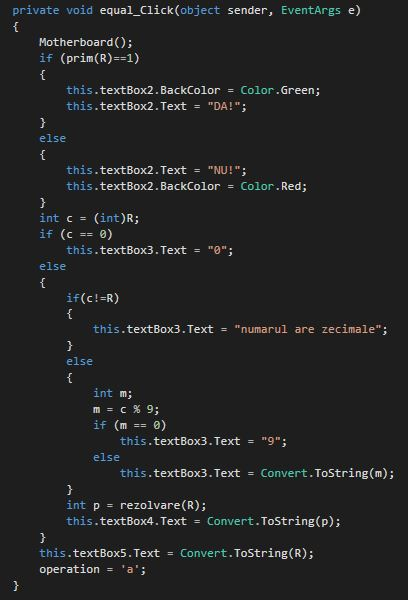 private void equal_Click(object sender, EventArgs e)
{
    Motherboard();
    if (prim(R)==1)
    {
        this.textBox2.BackColor = Color.Green;
        this.textBox2.Text = "DA!";
    }
    else
    {
        this.textBox2.Text = "NU!";
        this.textBox2.BackColor = Color.Red;
    }
    int c = (int)R;
    if (c == 0)
        this.textBox3.Text = "0";
    else
    {
        if(c!=R)
        {
            this.textBox3.Text = "numarul are zecimale";
        }
        else
        {
            int m;
            m = c % 9;
            if (m == 0)
                this.textBox3.Text = "9";
            else
                this.textBox3.Text = Convert.ToString(m);
        }
        int p = rezolvare(R);
        this.textBox4.Text = Convert.ToString(p);
    }
    this.textBox5.Text = Convert.ToString(R);
    operation = 'a';
}